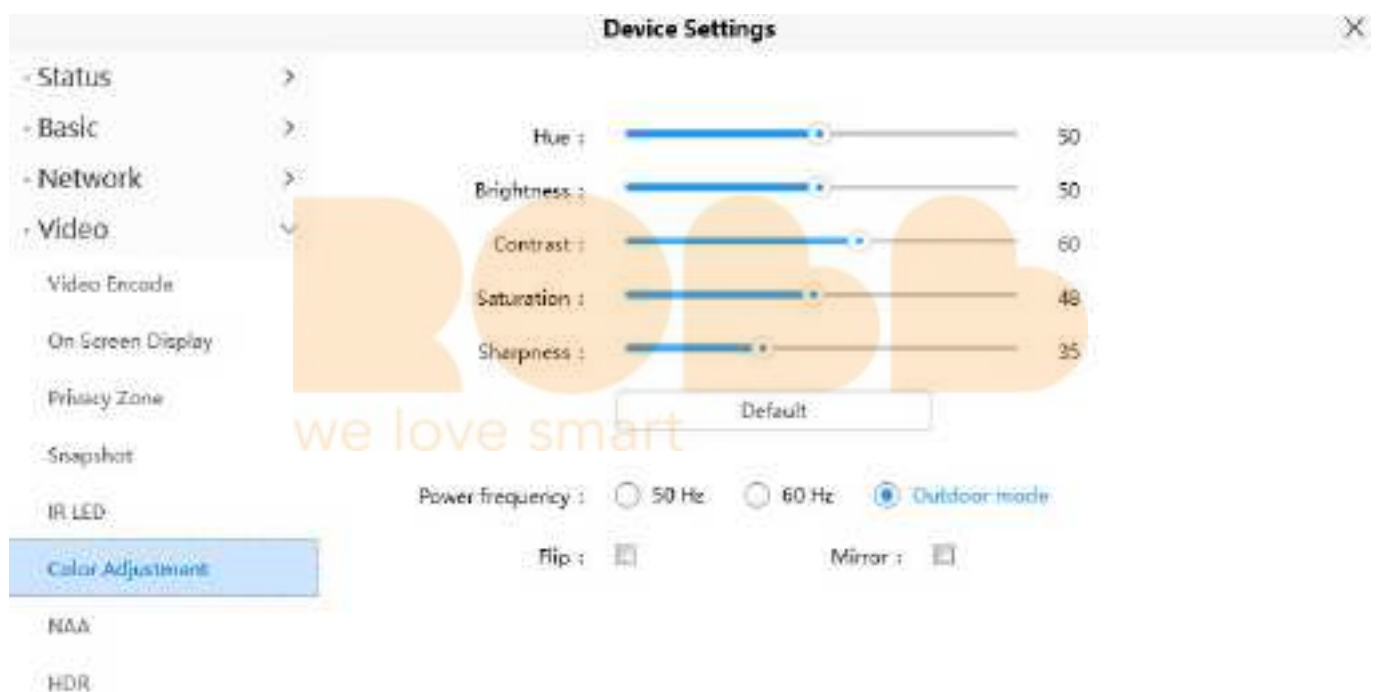 Device Settings
- Status
- Basic
- Network
- Video
Video Encode
On Screen Display
Privacy Zone
Snapshot
IR LED
Color Adjustment
NAA
HDR
Hue : 50
Brightness : 50
Contrast : 60
Saturation : 48
Sharpness : 35
Default
Power frequency : 50 Hz 60 Hz Outdoor mode
Flip : Mirror :
ROBB
we love smart